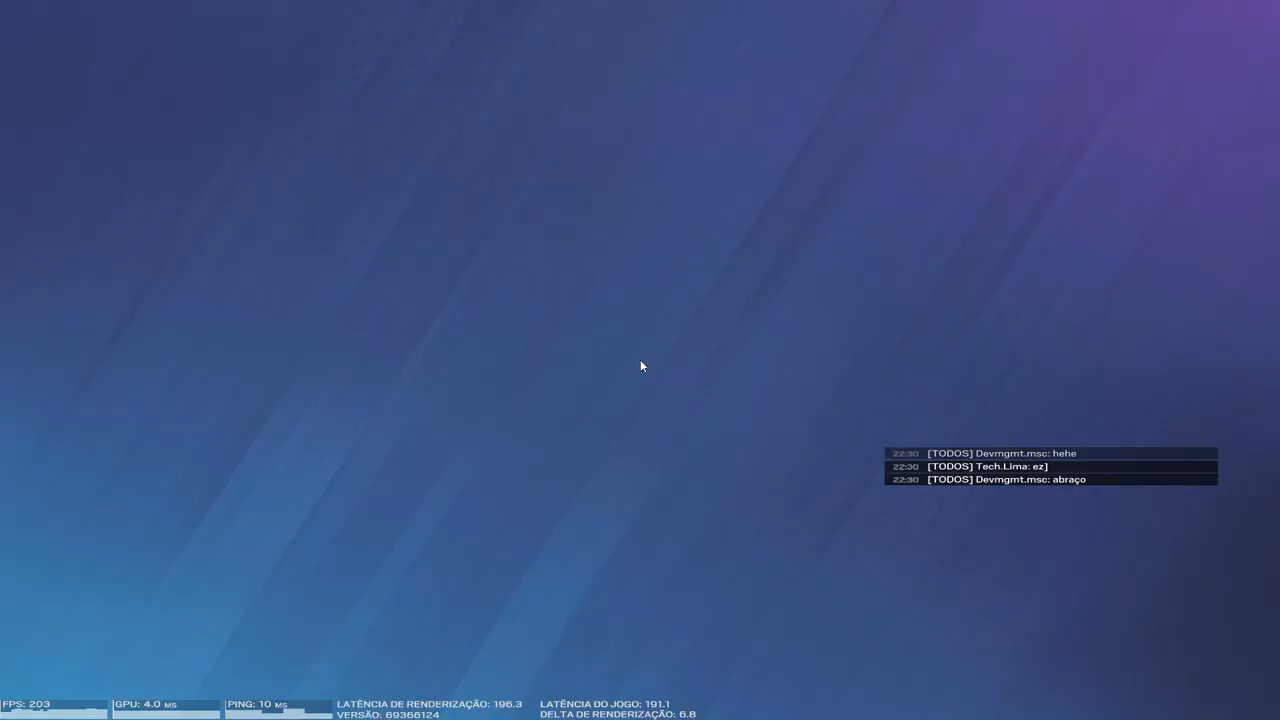 22:30 [TODOS] Devmgmt.msc: hehe
22:30 [TODOS] Tech.Lima: ez]
22:30 [TODOS] Devmgmt.msc: abraço
FPS: 203 GPU: 4.0 MS PING: 10 MS LATÊNCIA DE RENDERIZAÇÃO: 196.3 LATÊNCIA DO JOGO: 191.1
VERSÃO: 69366124 DELTA DE RENDERIZAÇÃO: 6.8